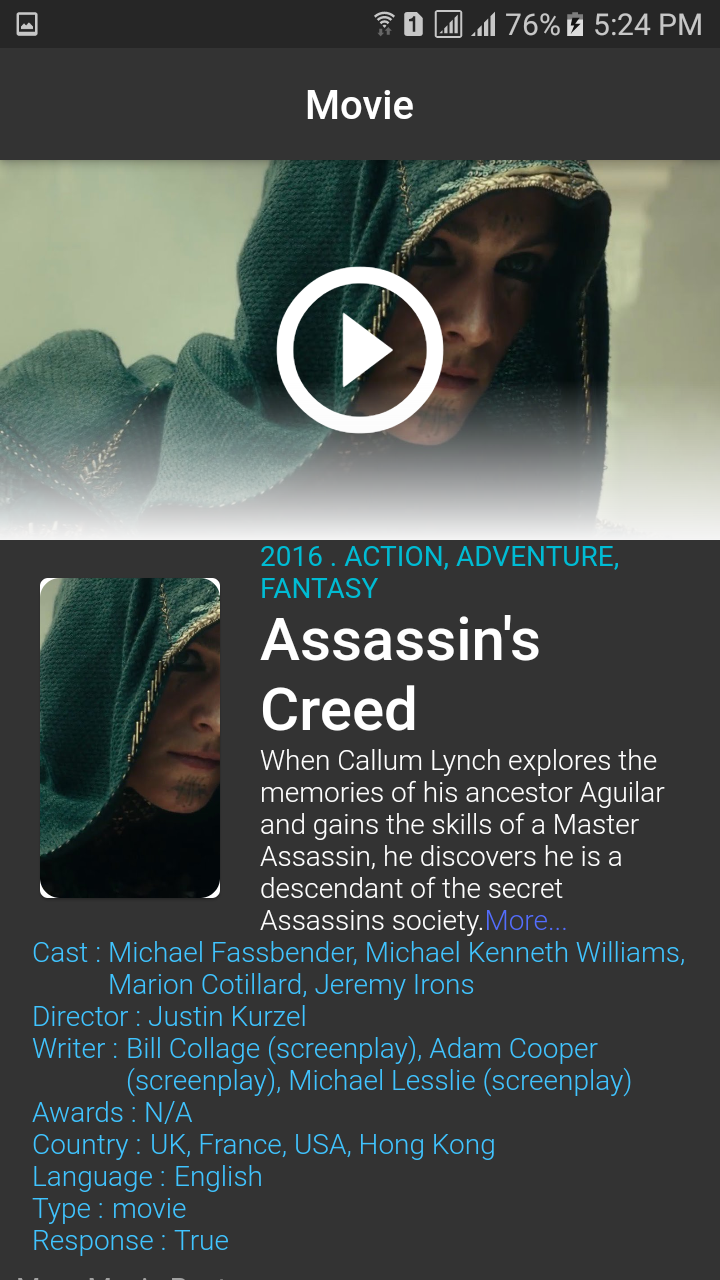 1 76% 5:24 PM
Movie
2016 . ACTION, ADVENTURE,
FANTASY
Assassin's
Creed
When Callum Lynch explores the
memories of his ancestor Aguilar
and gains the skills of a Master
Assassin, he discovers he is a
descendant of the secret
Assassins society.More...
Cast : Michael Fassbender, Michael Kenneth Williams,
Marion Cotillard, Jeremy Irons
Director : Justin Kurzel
Writer : Bill Collage (screenplay), Adam Cooper
(screenplay), Michael Lesslie (screenplay)
Awards : N/A
Country : UK, France, USA, Hong Kong
Language : English
Type : movie
Response : True